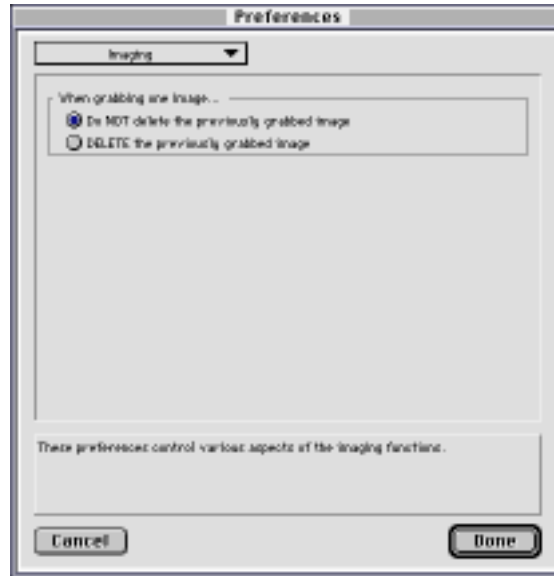 Preferences
Imaging
When grabbing one image...
Do NOT delete the previously grabbed image
DELETE the previously grabbed image
These preferences control various aspects of the imaging functions.
Cancel
Done